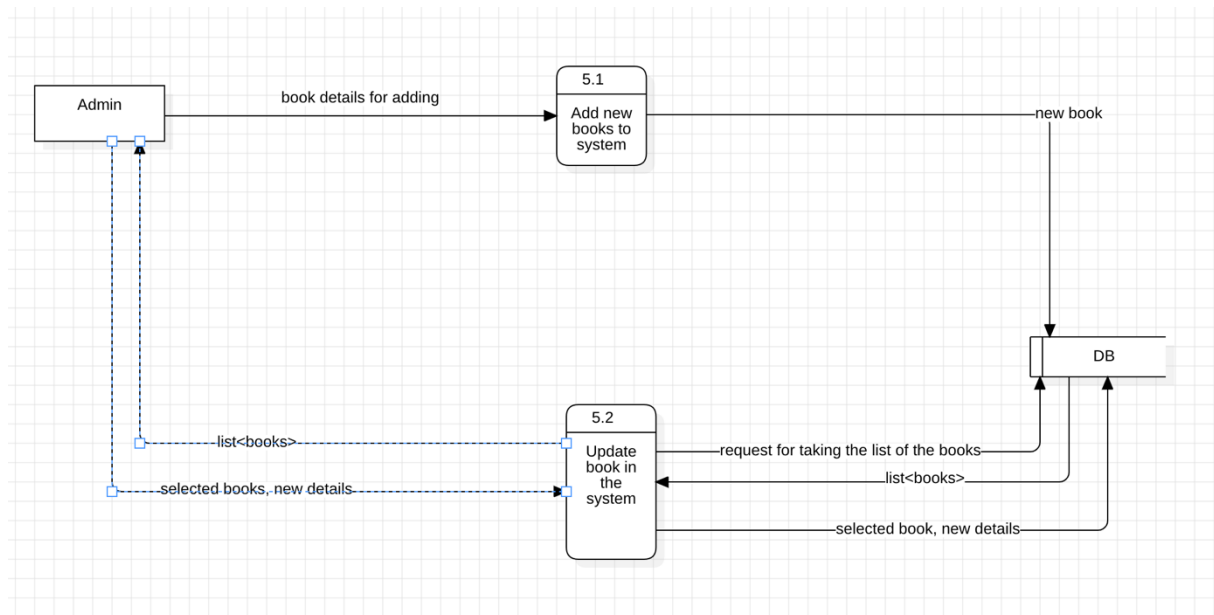 5.1
Admin
book details for adding
Add new
books to
system
new book
DB
5.2
list<books>
Update
book in
the
system
request for taking the list of the books
list<books>
selected books, new details
selected book, new details